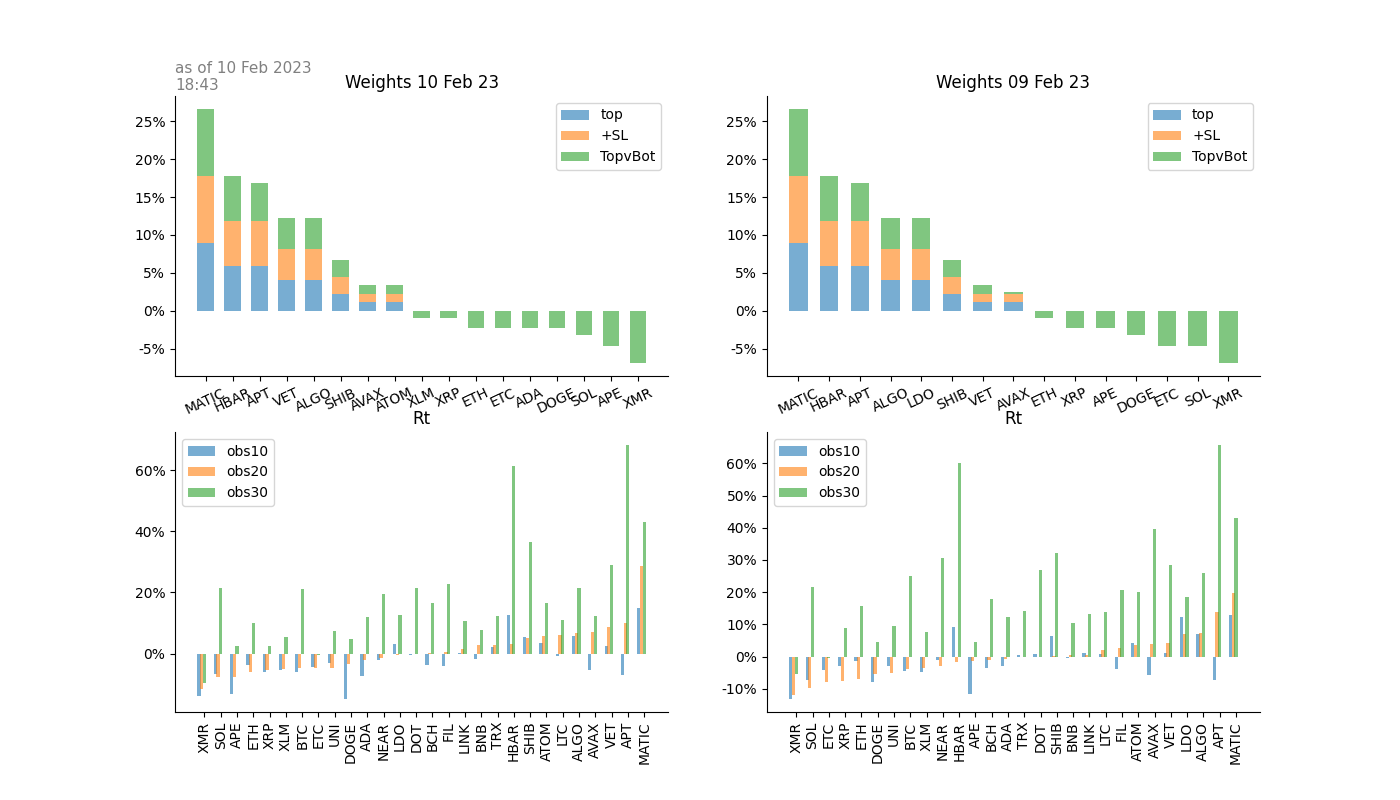 as of 10 Feb 2023
18:43
Weights 10 Feb 23
25%
20%
15%
10%
5%
0%
-5%
top
+SL
TopvBot
MATIC HBAR APT VET ALGO SHIB AVAX ATOM XLM XRP ETH ETC ADA DOGE SOL APE XMR
Weights 09 Feb 23
25%
20%
15%
10%
5%
0%
-5%
top
+SL
TopvBot
MATIC HBAR APT ALGO LDO SHIB VET AVAX ETH XRP APE DOGE ETC SOL XMR
Rt
60%
40%
20%
0%
obs10
obs20
obs30
XMR SOL APE ETH XRP XLM BTC ETC UNI DOGE ADA NEAR LDO DOT BCH FIL LINK BNB TRX HBAR SHIB ATOM LTC ALGO AVAX VET APT MATIC
Rt
60%
50%
40%
30%
20%
10%
0%
-10%
obs10
obs20
obs30
XMR SOL ETC XRP ETH DOGE UNI BTC XLM NEAR HBAR APE BCH ADA TRX DOT SHIB BNB LINK LTC FIL ATOM AVAX VET LDO ALGO APT MATIC